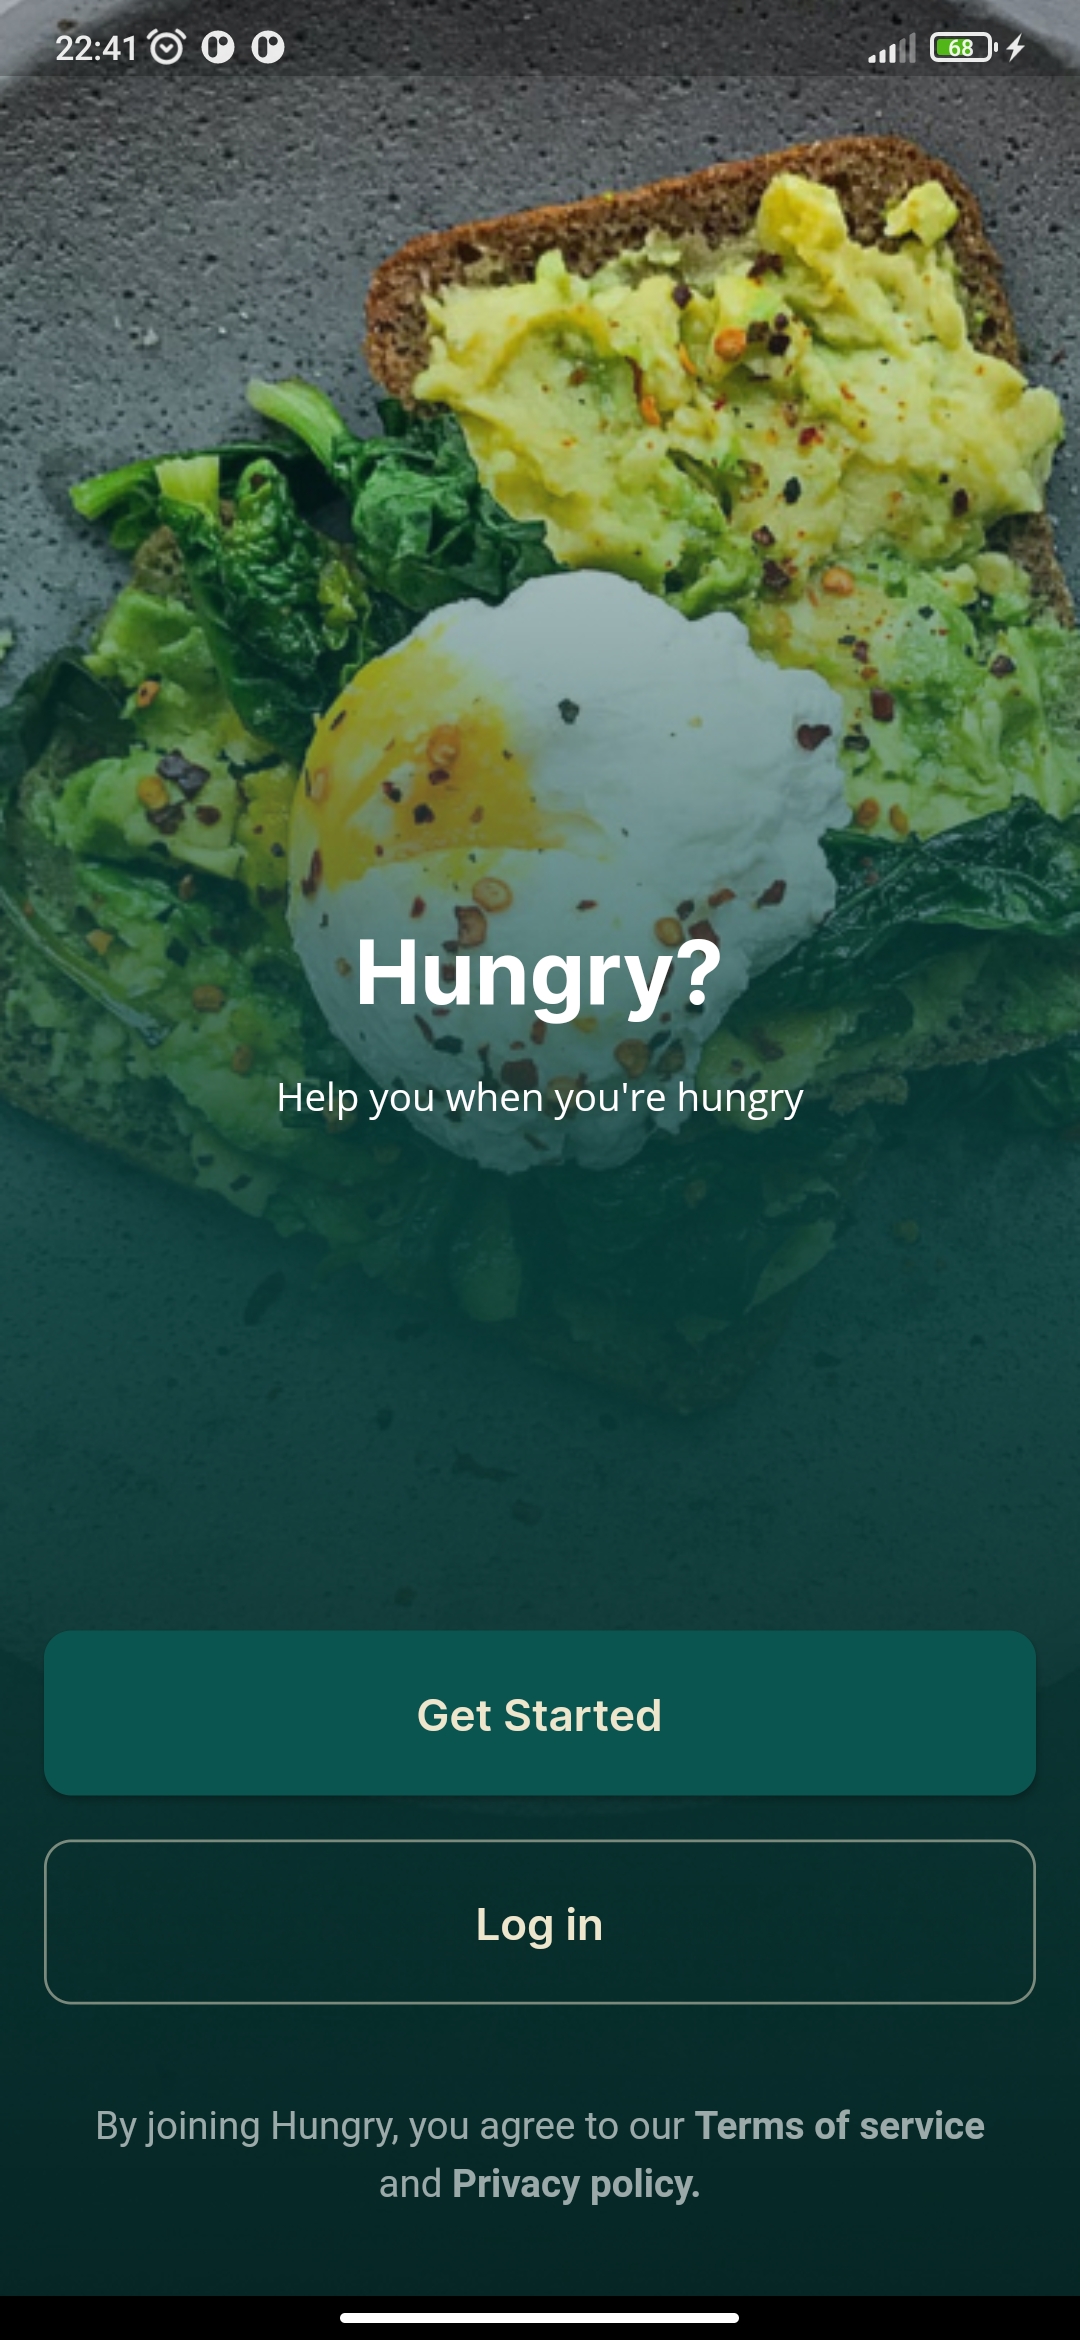 22:41
68
Hungry?
Help you when you're hungry
Get Started
Log in
By joining Hungry, you agree to our Terms of service
and Privacy policy.